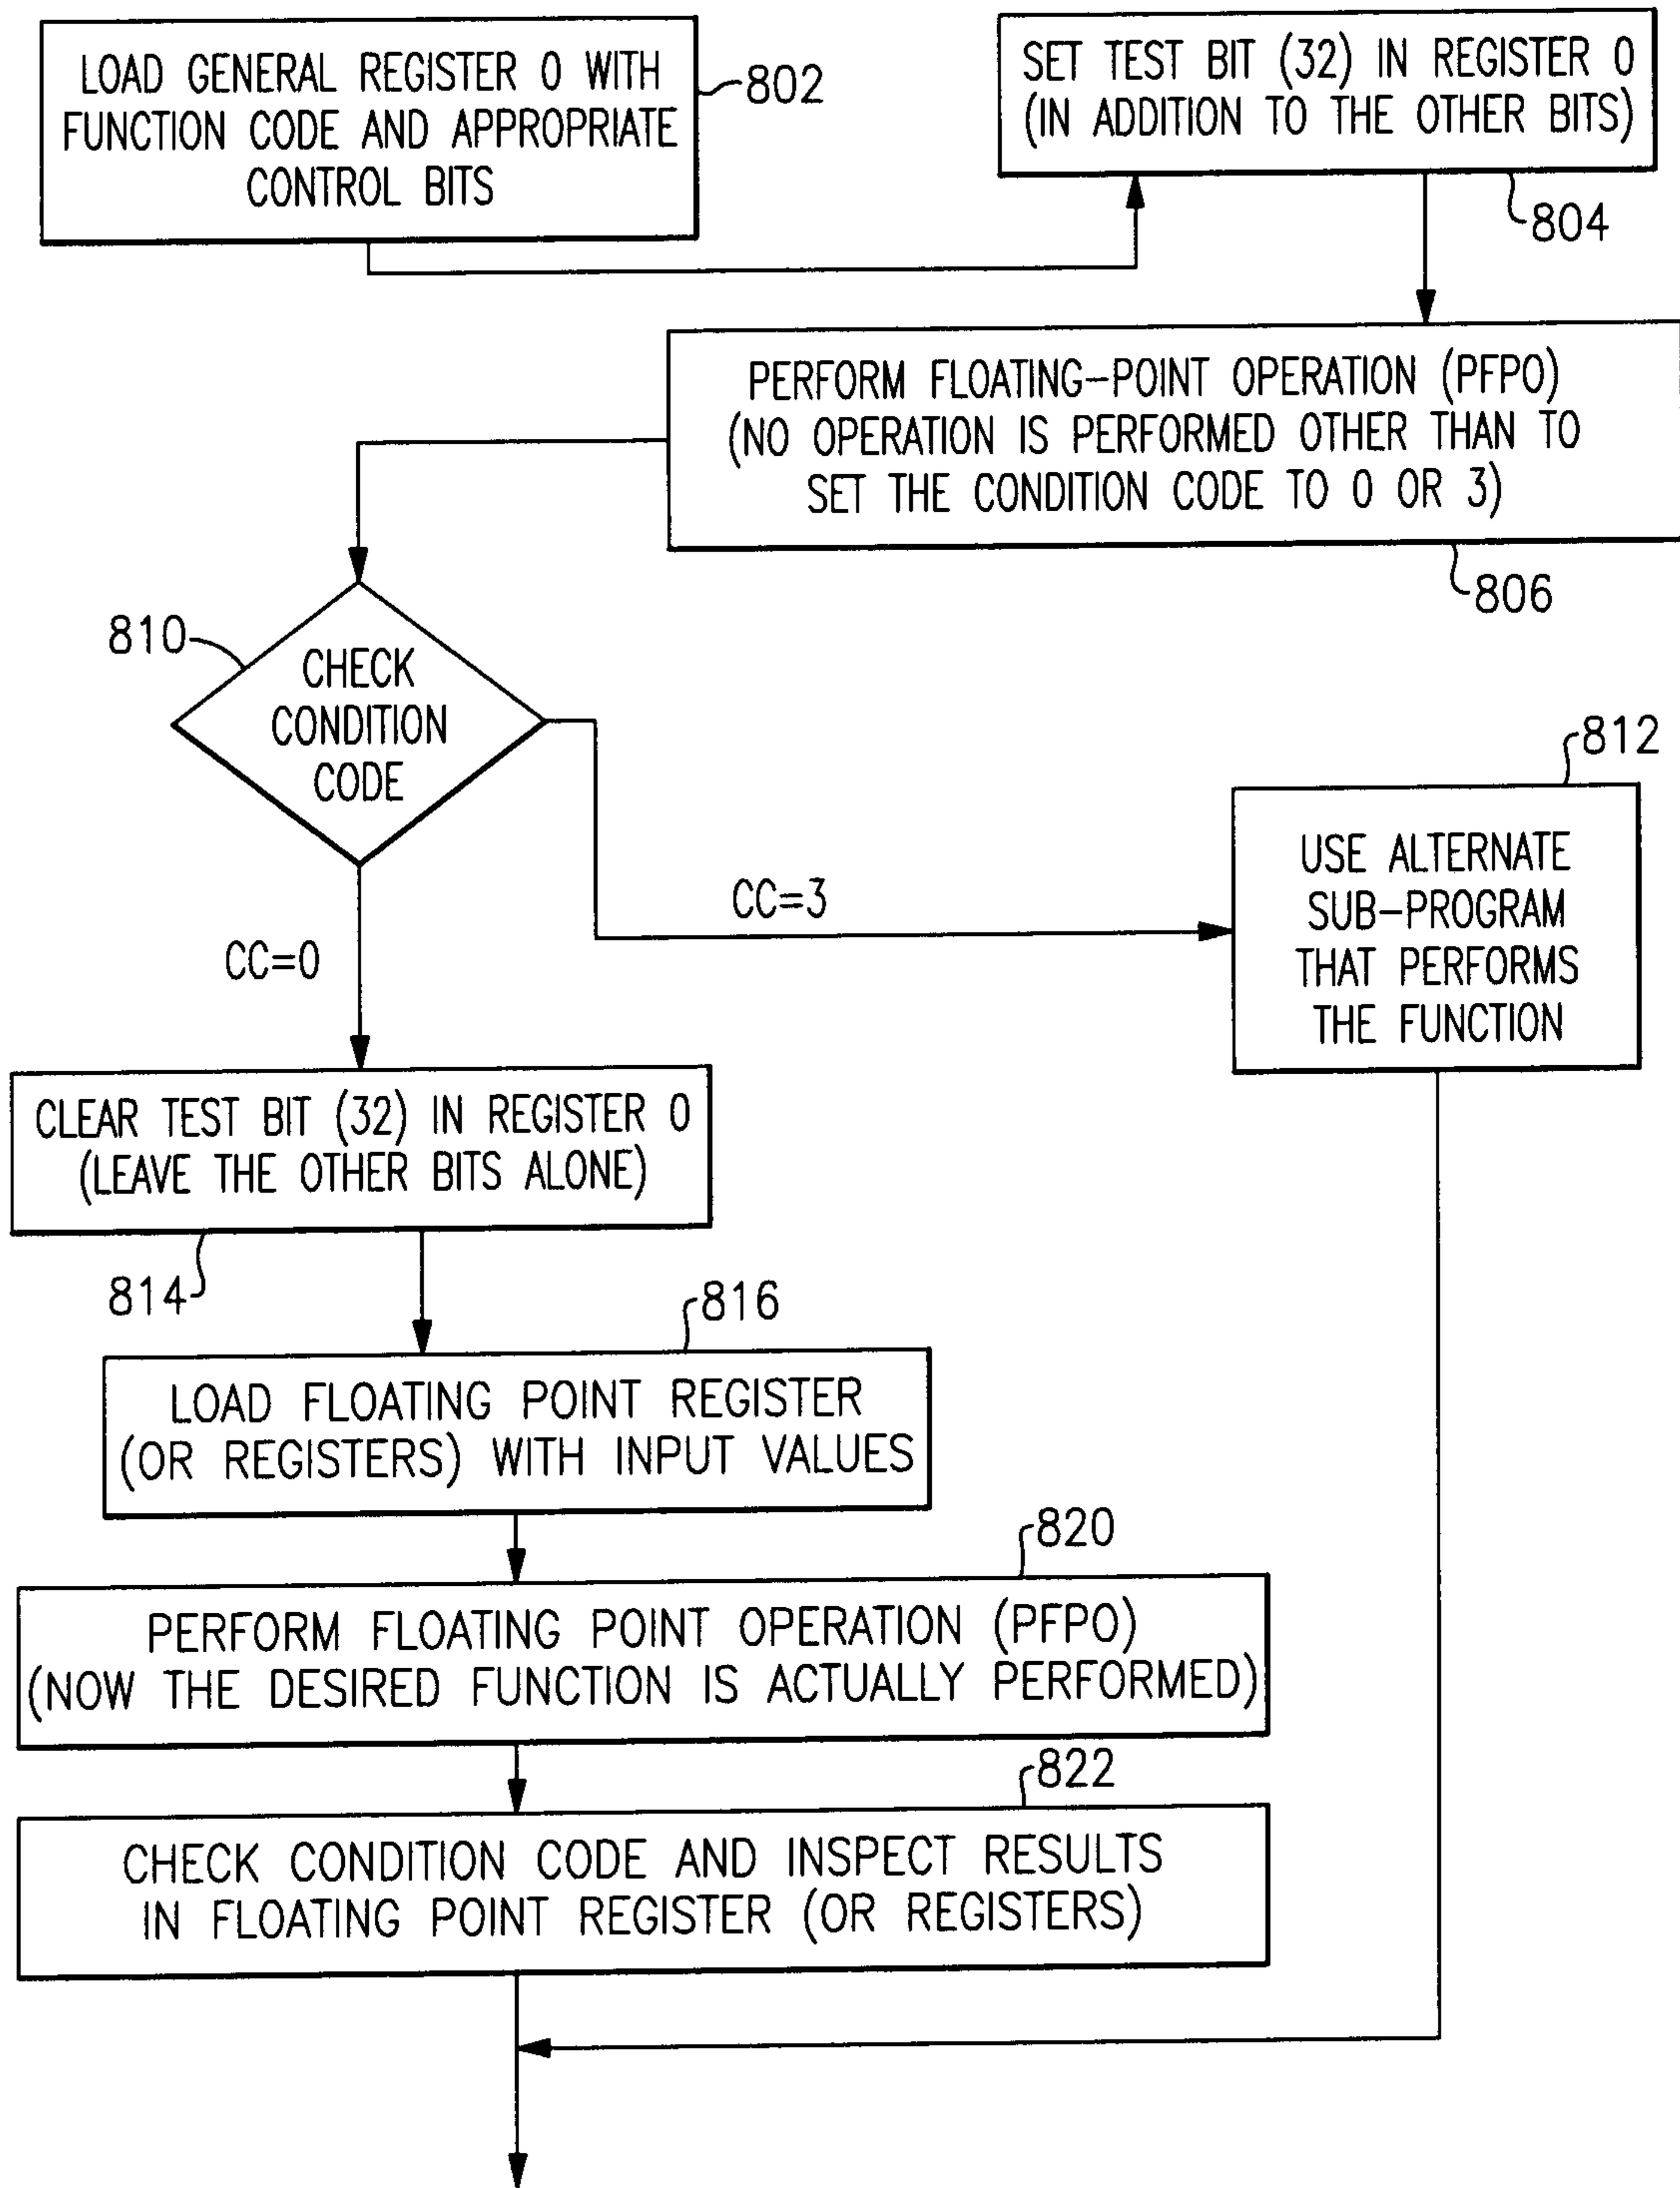 LOAD GENERAL REGISTER 0 WITH
FUNCTION CODE AND APPROPRIATE
CONTROL BITS
802
SET TEST BIT (32) IN REGISTER 0
(IN ADDITION TO THE OTHER BITS)
804
PERFORM FLOATING-POINT OPERATION (PFPO)
(NO OPERATION IS PERFORMED OTHER THAN TO
SET THE CONDITION CODE TO 0 OR 3)
806
810
CHECK
CONDITION
CODE
812
USE ALTERNATE
SUB-PROGRAM
THAT PERFORMS
THE FUNCTION
CC=3
CC=0
CLEAR TEST BIT (32) IN REGISTER 0
(LEAVE THE OTHER BITS ALONE)
814
816
LOAD FLOATING POINT REGISTER
(OR REGISTERS) WITH INPUT VALUES
820
PERFORM FLOATING POINT OPERATION (PFPO)
(NOW THE DESIRED FUNCTION IS ACTUALLY PERFORMED)
822
CHECK CONDITION CODE AND INSPECT RESULTS
IN FLOATING POINT REGISTER (OR REGISTERS)